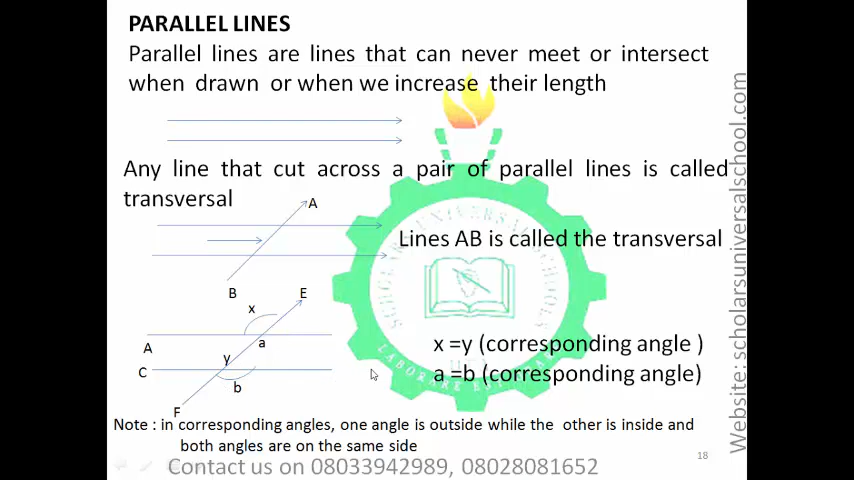 PARALLEL LINES
Parallel lines are lines that can never meet or intersect
when drawn or when we increase their length
Any line that cut across a pair of parallel lines is called
transversal
A
Lines AB is called the transversal
B
E
x
A
a
x =y (corresponding angle )
y
C
a =b (corresponding angle)
b
F
Note : in corresponding angles, one angle is outside while the other is inside and
both angles are on the same side
18
Contact us on 08033942989, 08028081652
Website: scholarsuniversalschool.com